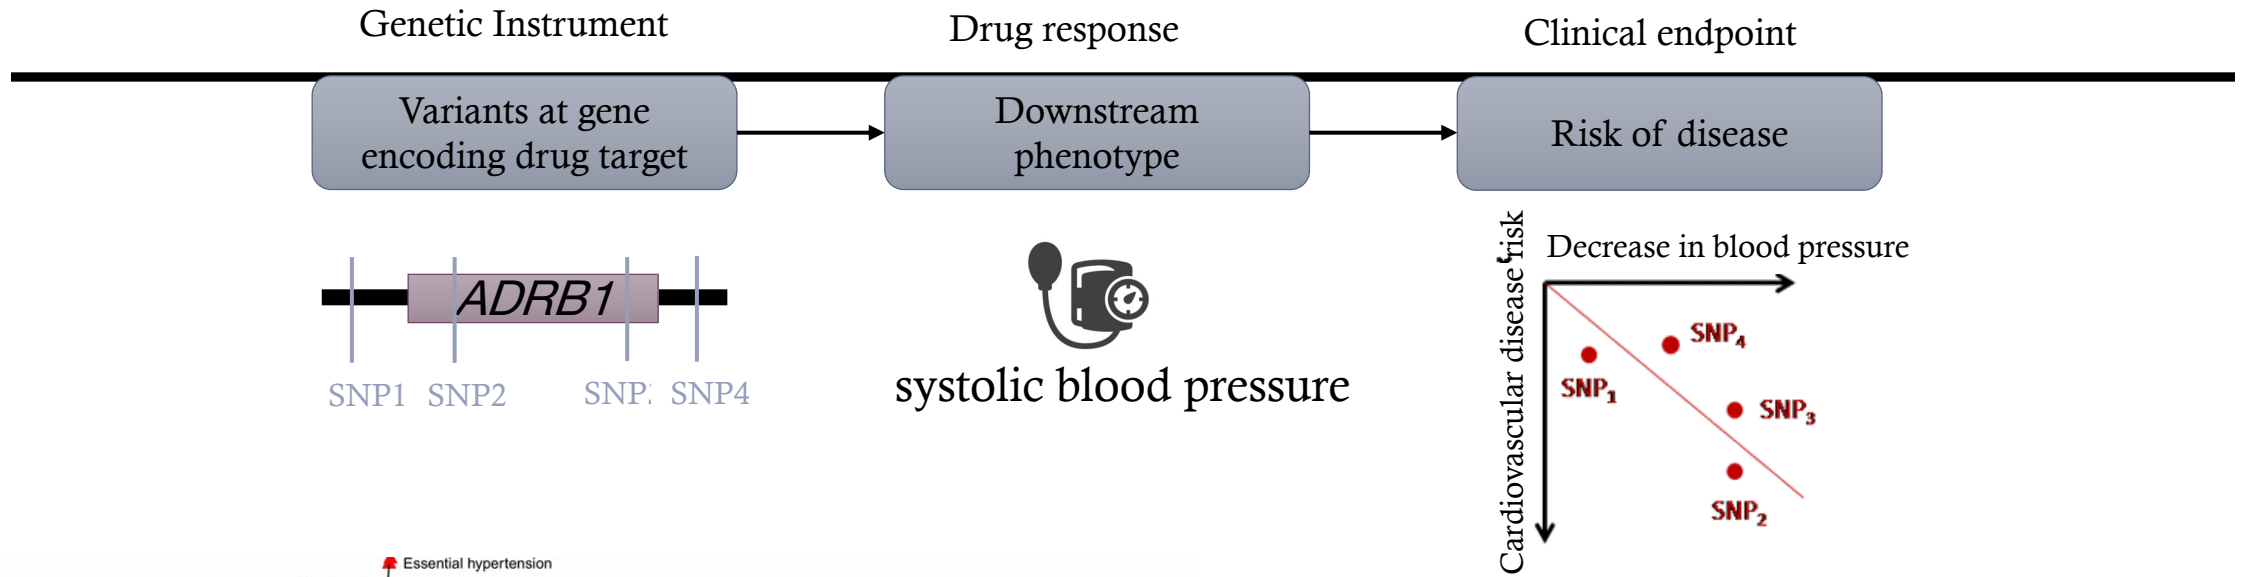 Genetic Instrument
Drug response
Clinical endpoint
Variants at gene
encoding drug target
Downstream
phenotype
Risk of disease
ADRB1
SNP1
SNP2
SNP4
systolic blood pressure
Cardiovascular disease risk
Decrease in blood pressure
SNP4
SNP1
SNP3
SNP2
Essential hypertension